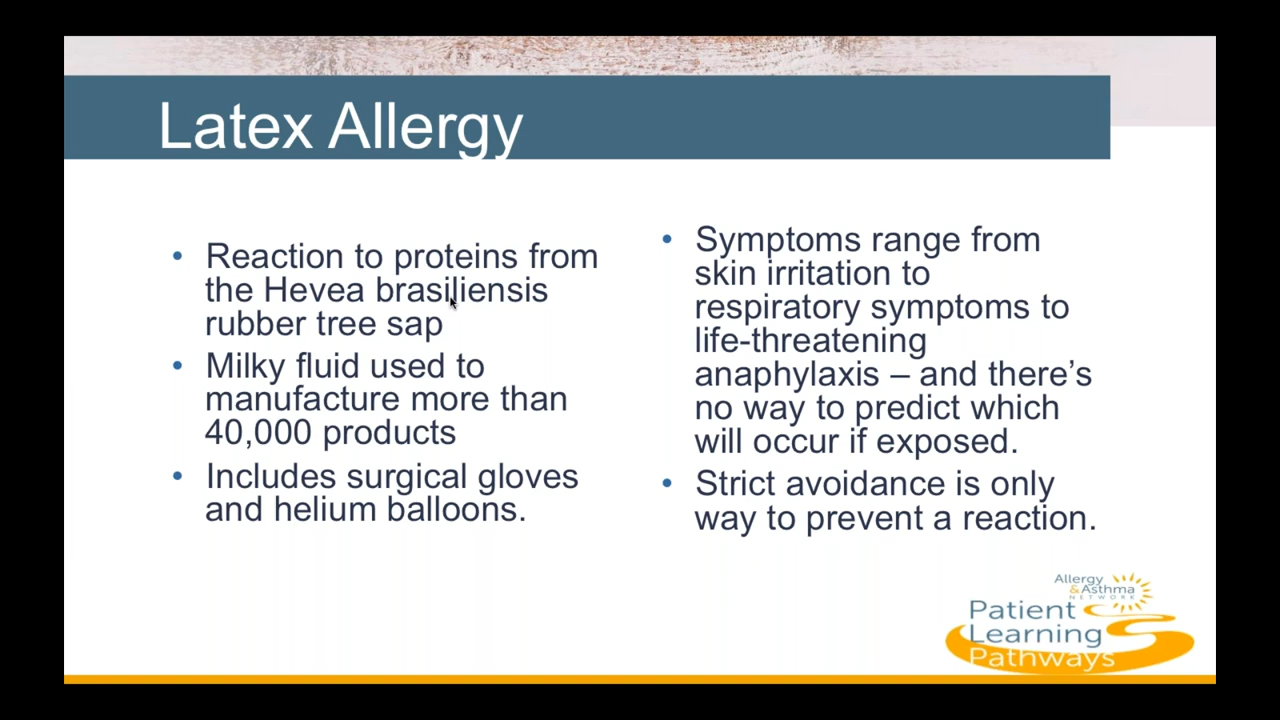 Latex Allergy
• Reaction to proteins from
the Hevea brasiliensis
rubber tree sap
• Milky fluid used to
manufacture more than
40,000 products
• Includes surgical gloves
and helium balloons.
• Symptoms range from
skin irritation to
respiratory symptoms to
life-threatening
anaphylaxis – and there’s
no way to predict which
will occur if exposed.
• Strict avoidance is only
way to prevent a reaction.
Allergy
&Asthma
NETWORK
Patient
Learning
Pathways